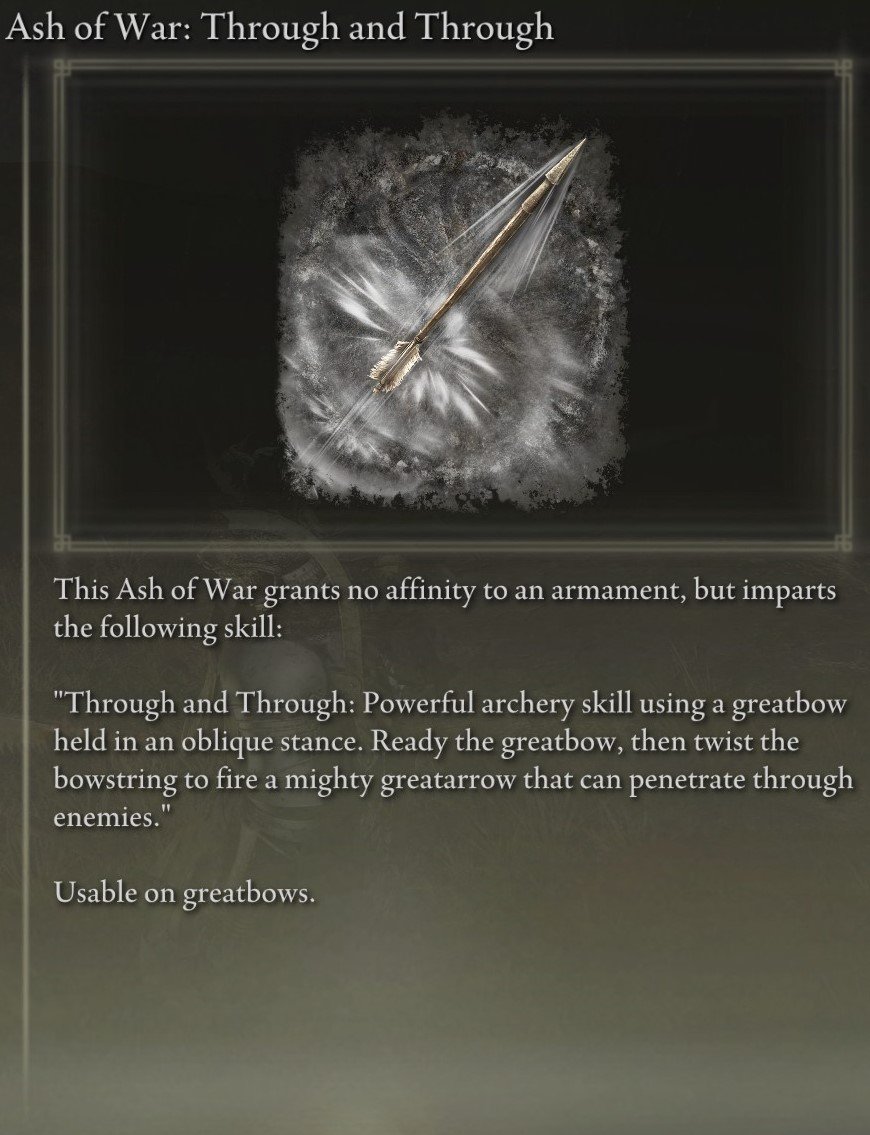 Ash of War: Through and Through
This Ash of War grants no affinity to an armament, but imparts
the following skill:
"Through and Through: Powerful archery skill using a greatbow
held in an oblique stance. Ready the greatbow, then twist the
bowstring to fire a mighty greatarrow that can penetrate through
enemies."
Usable on greatbows.